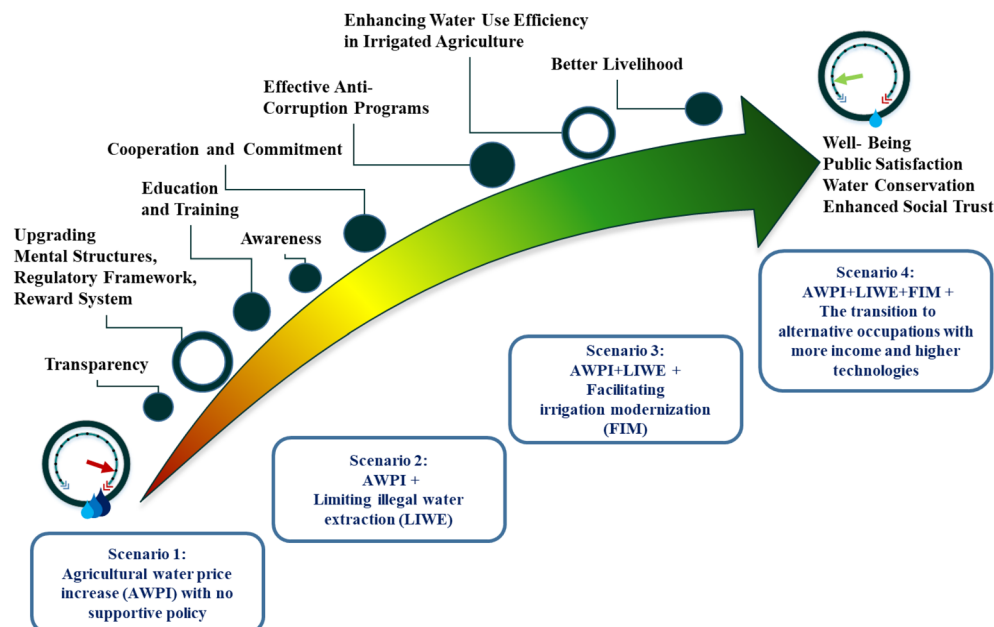 Enhancing Water Use Efficiency
in Irrigated Agriculture
Better Livelihood
Effective Anti-
Corruption Programs
Cooperation and Commitment
Education
and Training
Awareness
Upgrading
Mental Structures,
Regulatory Framework,
Reward System
Transparency
Well- Being
Public Satisfaction
Water Conservation
Enhanced Social Trust
Scenario 1:
Agricultural water price
increase (AWPI) with no
supportive policy
Scenario 2:
AWPI +
Limiting illegal water
extraction (LIWE)
Scenario 3:
AWPI+LIWE +
Facilitating
irrigation modernization
(FIM)
Scenario 4:
AWPI+LIWE+FIM +
The transition to
alternative occupations with
more income and higher
technologies